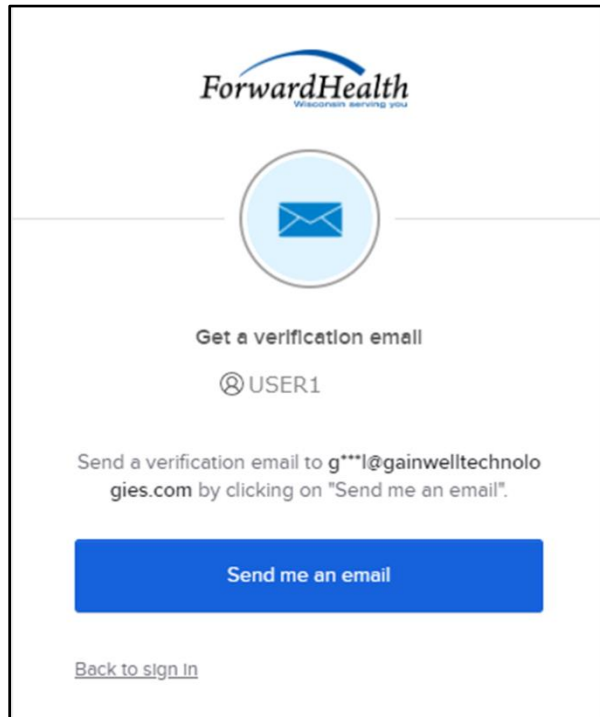 ForwardHealth
Wisconsin serving you
Get a verification email
USER1
Send a verification email to g***l@gainwelltechnolo
gies.com by clicking on "Send me an email".
Send me an email
Back to sign in